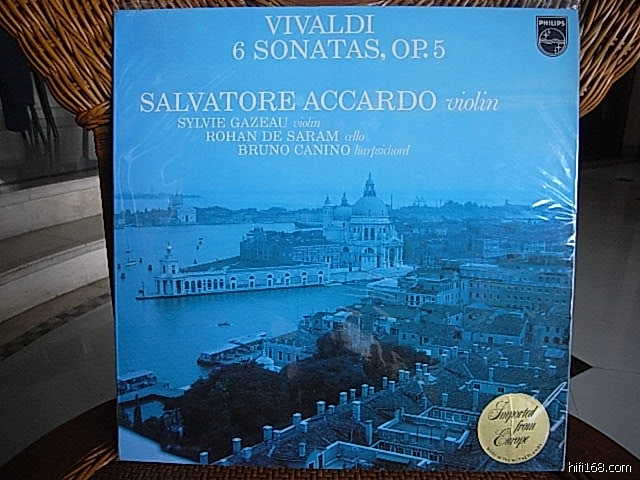 VIVALDI
6 SONATAS, OP. 5
PHILIPS
SALVATORE ACCARDO violin
SYLVIE GAZEAU violin
ROHAN DE SARAM cello
BRUNO CANINO harpsichord
Imported
from
Europe
hifi168.com